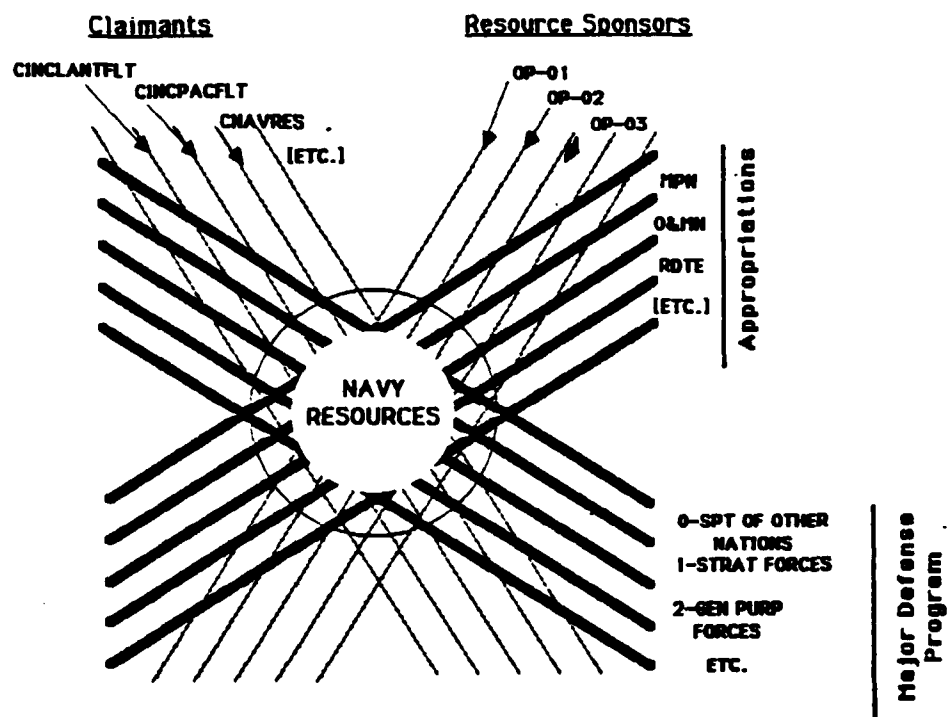 Claimants
Resource Sponsors
CINCLANTFLT
CINCPACFLT
CNAVRES
[ETC.]
OP-01
OP-02
OP-03
MPN
O&MN
RDTE
[ETC.]
Appropriations
NAVY
RESOURCES
0-SPT OF OTHER
NATIONS
1-STRAT FORCES
2-GEN PURP
FORCES
ETC.
Major Defense
Program